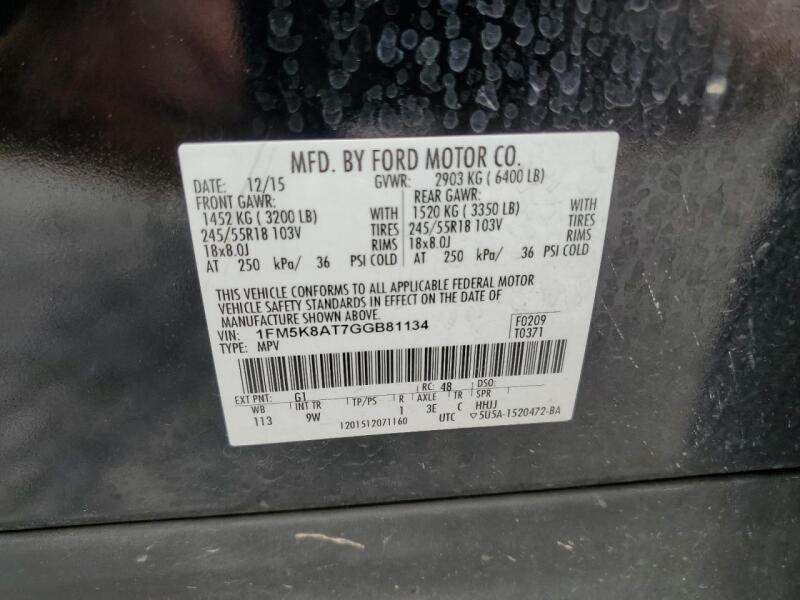 MFD. BY FORD MOTOR CO.
DATE: 12/15 GVWR: 2903 KG ( 6400 LB)
FRONT GAWR: REAR GAWR:
1452 KG ( 3200 LB) WITH 1520 KG ( 3350 LB) WITH
245/55R18 103V TIRES 245/55R18 103V TIRES
18x8.0J RIMS 18x8.0J RIMS
AT 250 kPa/ 36 PSI COLD AT 250 kPa/ 36 PSI COLD
THIS VEHICLE CONFORMS TO ALL APPLICABLE FEDERAL MOTOR
VEHICLE SAFETY STANDARDS IN EFFECT ON THE DATE OF
MANUFACTURE SHOWN ABOVE.
VIN: 1FM5K8AT7GGB81134 F0209
TYPE: MPV T0371
EXT PNT: G1 RC: 48 DSO:
WB INT TR TP/PS R AXLE TR SPR
113 9W 1 3E C HHJJ
1201512071160 UTC ▽5U5A-1520472-BA